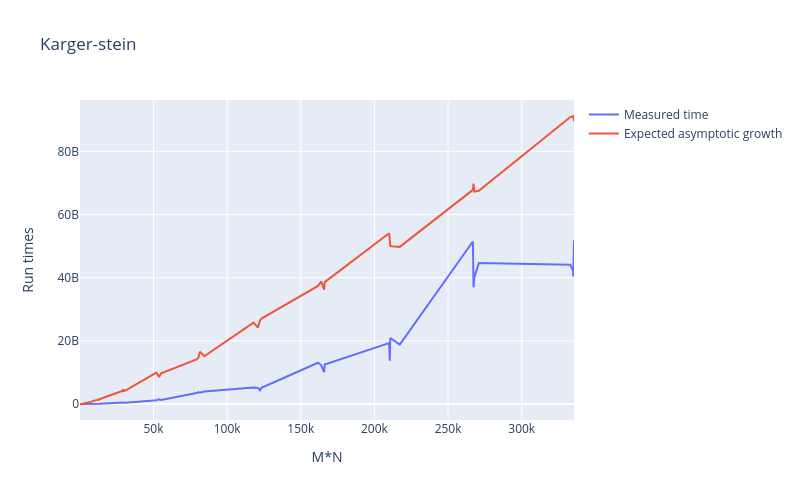 Karger-stein
Measured time
Expected asymptotic growth
80B
60B
40B
20B
0
Run times
50k
100k
150k
200k
250k
300k
M*N